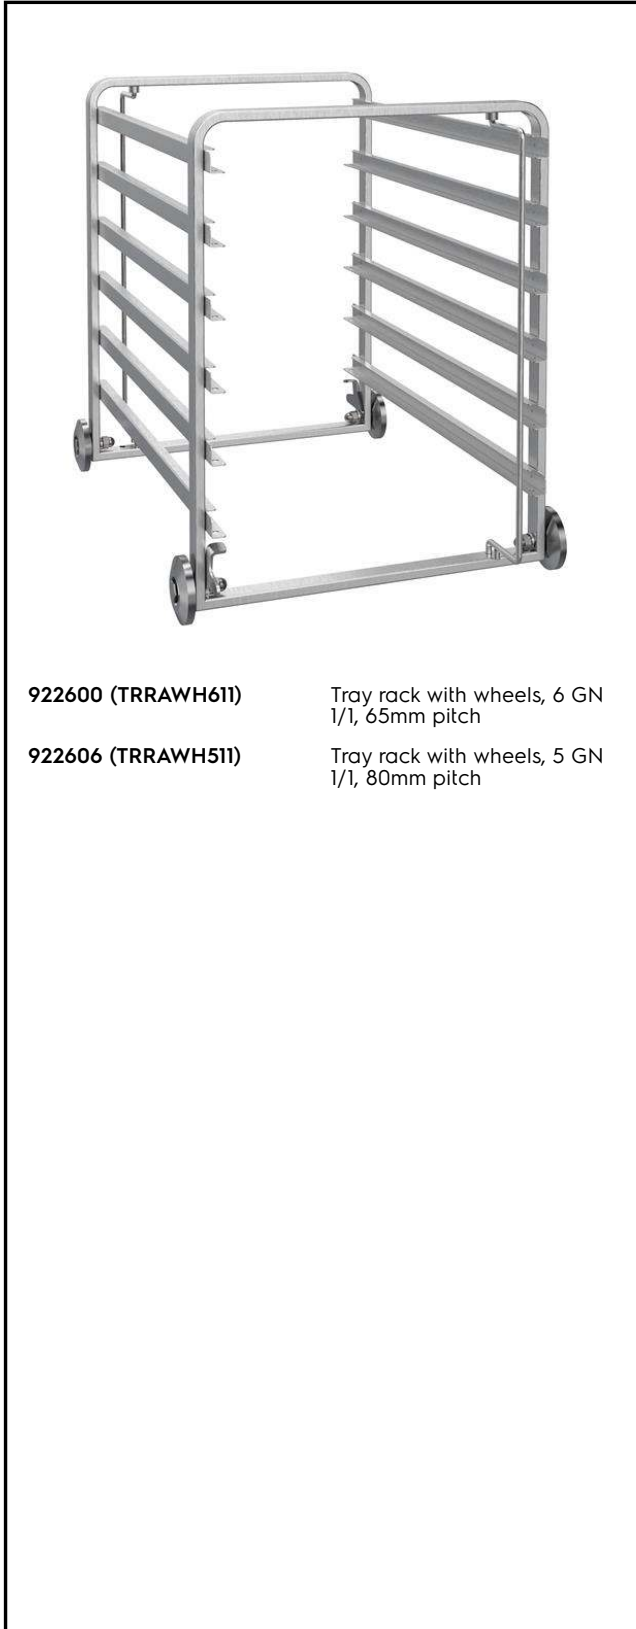 922600 (TRRAWH611) Tray rack with wheels, 6 GN
1/1, 65mm pitch
922606 (TRRAWH511) Tray rack with wheels, 5 GN
1/1, 80mm pitch